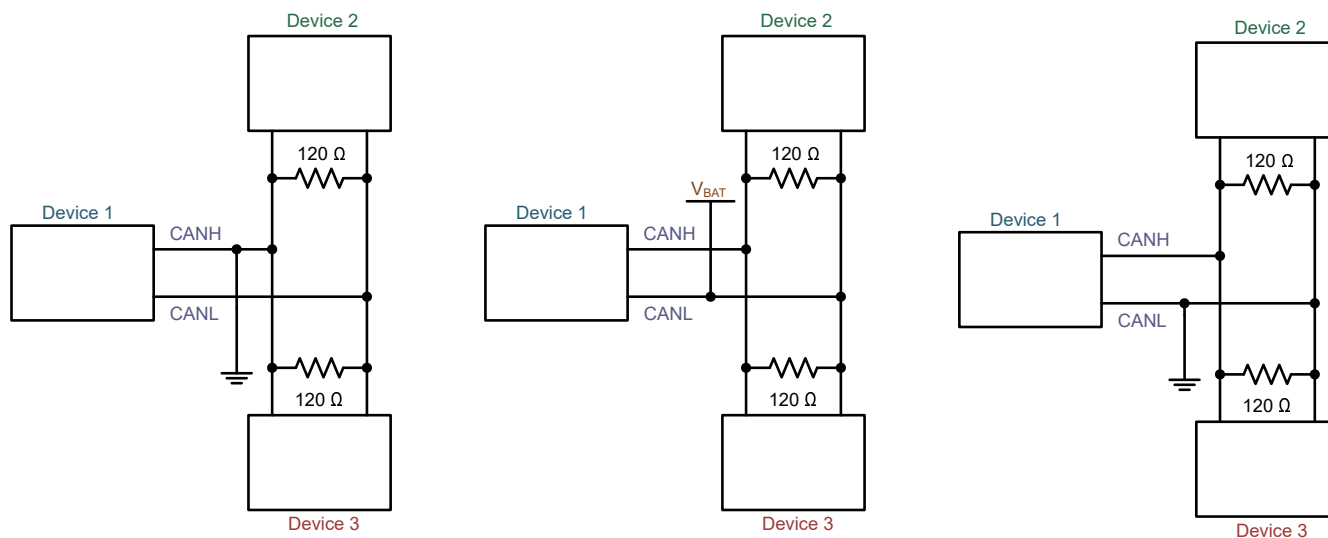 Device 2
120 Ω
Device 1
CANH
CANL
120 Ω
Device 3
Device 2
120 Ω
VBAT
Device 1
CANH
CANL
120 Ω
Device 3
Device 2
120 Ω
Device 1
CANH
CANL
120 Ω
Device 3